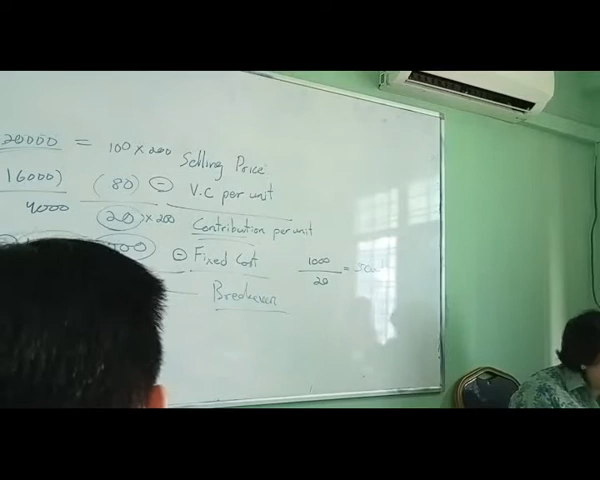 20000 = 100 x 200 Selling Price
16000) (80) - V.C per unit
4000 20 x 200 Contribution per unit
- Fixed Cost 1000
20 =
Breakeven